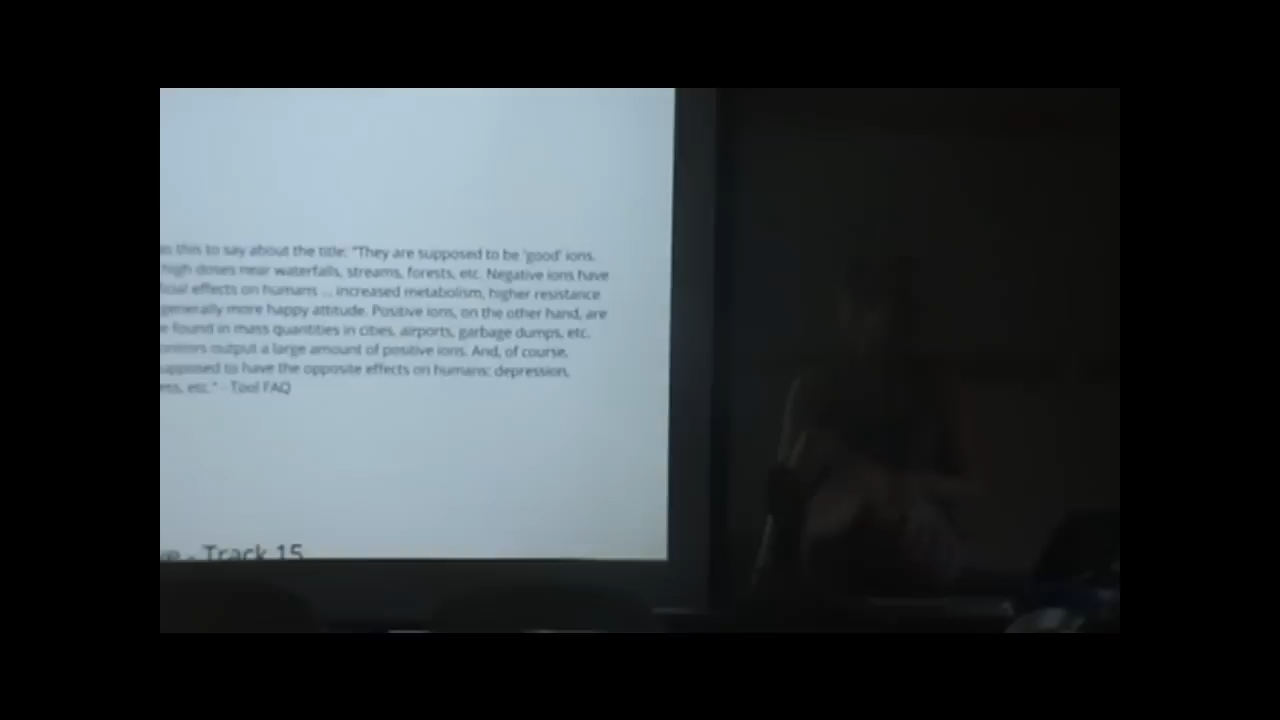 this to say about the title: "They are supposed to be 'good' ions.
high doses near waterfalls, streams, forests, etc. Negative ions have
effects on humans ... increased metabolism, higher resistance
generally more happy attitude. Positive ions, on the other hand, are
found in mass quantities in cities, airports, garbage dumps, etc.
output a large amount of positive ions. And, of course,
supposed to have the opposite effects on humans: depression,
etc." - Tool FAQ
- Track 15